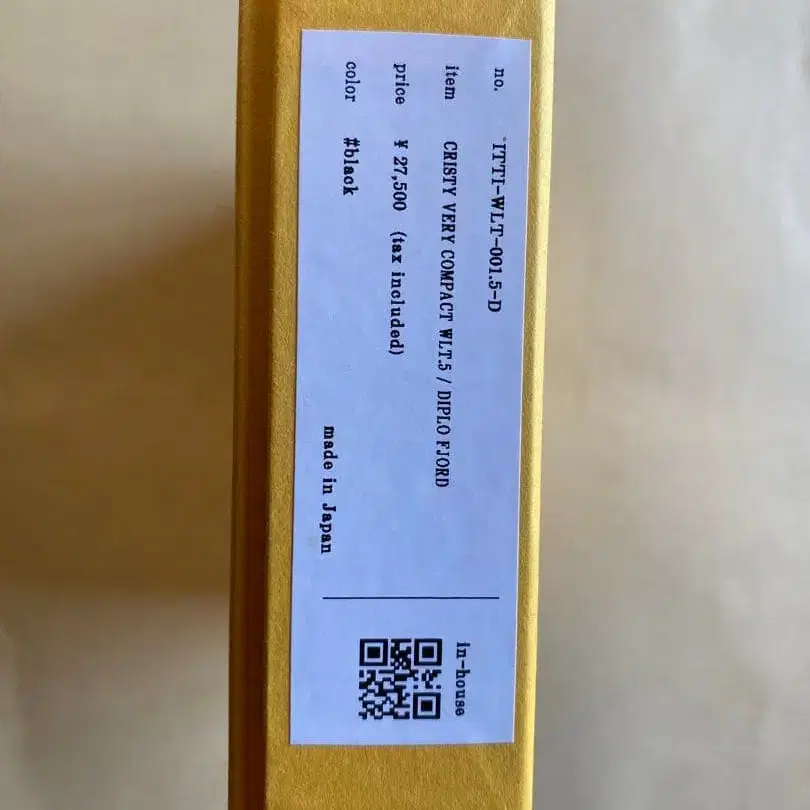 no. ITTI-WLT-001.5-D
item CRISTY VERY COMPACT WLT.5 / DIPLO FJORD
price ¥ 27,500 (tax included)
color #black
made in Japan
in-house